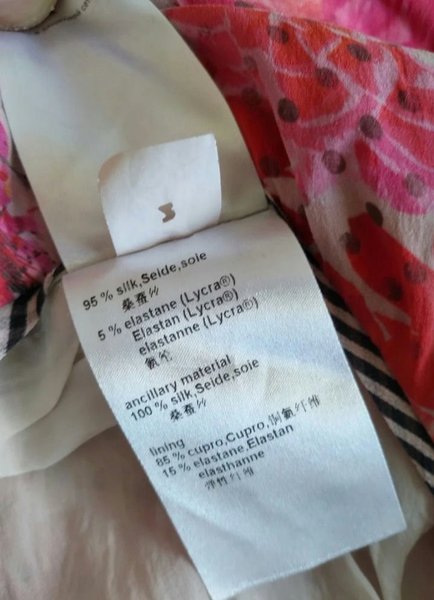 95 % silk,Seide,soie
桑蚕丝
5 % elastane (Lycra®)
Elastan (Lycra®)
elastanne (Lycra®)
氨纶
ancillary material
100 % silk,Seide,soie
桑蚕丝
lining
85 % cupro,Cupro,铜氨纤维
15 % elastane,Elastan
elasthanne
弹性纤维